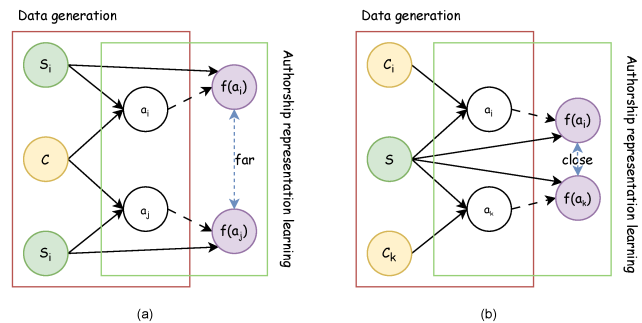 Data generation
Authorship representation learning
S_i
C
S_i
a_i
a_j
f(a_i)
far
f(a_j)
(a)
Data generation
Authorship representation learning
C_i
S
C_k
a_i
a_k
f(a_i)
close
f(a_k)
(b)